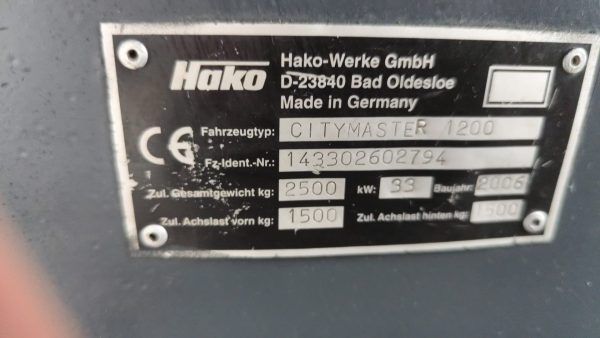 Hako
Hako-Werke GmbH
D-23840 Bad Oldesloe
Made in Germany
CE
Fahrzeugtyp: CITYMASTER 1200
Fz-Ident.-Nr.: 143302602794
Zul. Gesamtgewicht kg: 2500 kW: 33 Baujahr: 2006
Zul. Achslast vorn kg: 1500 Zul. Achslast hinten kg: 1500